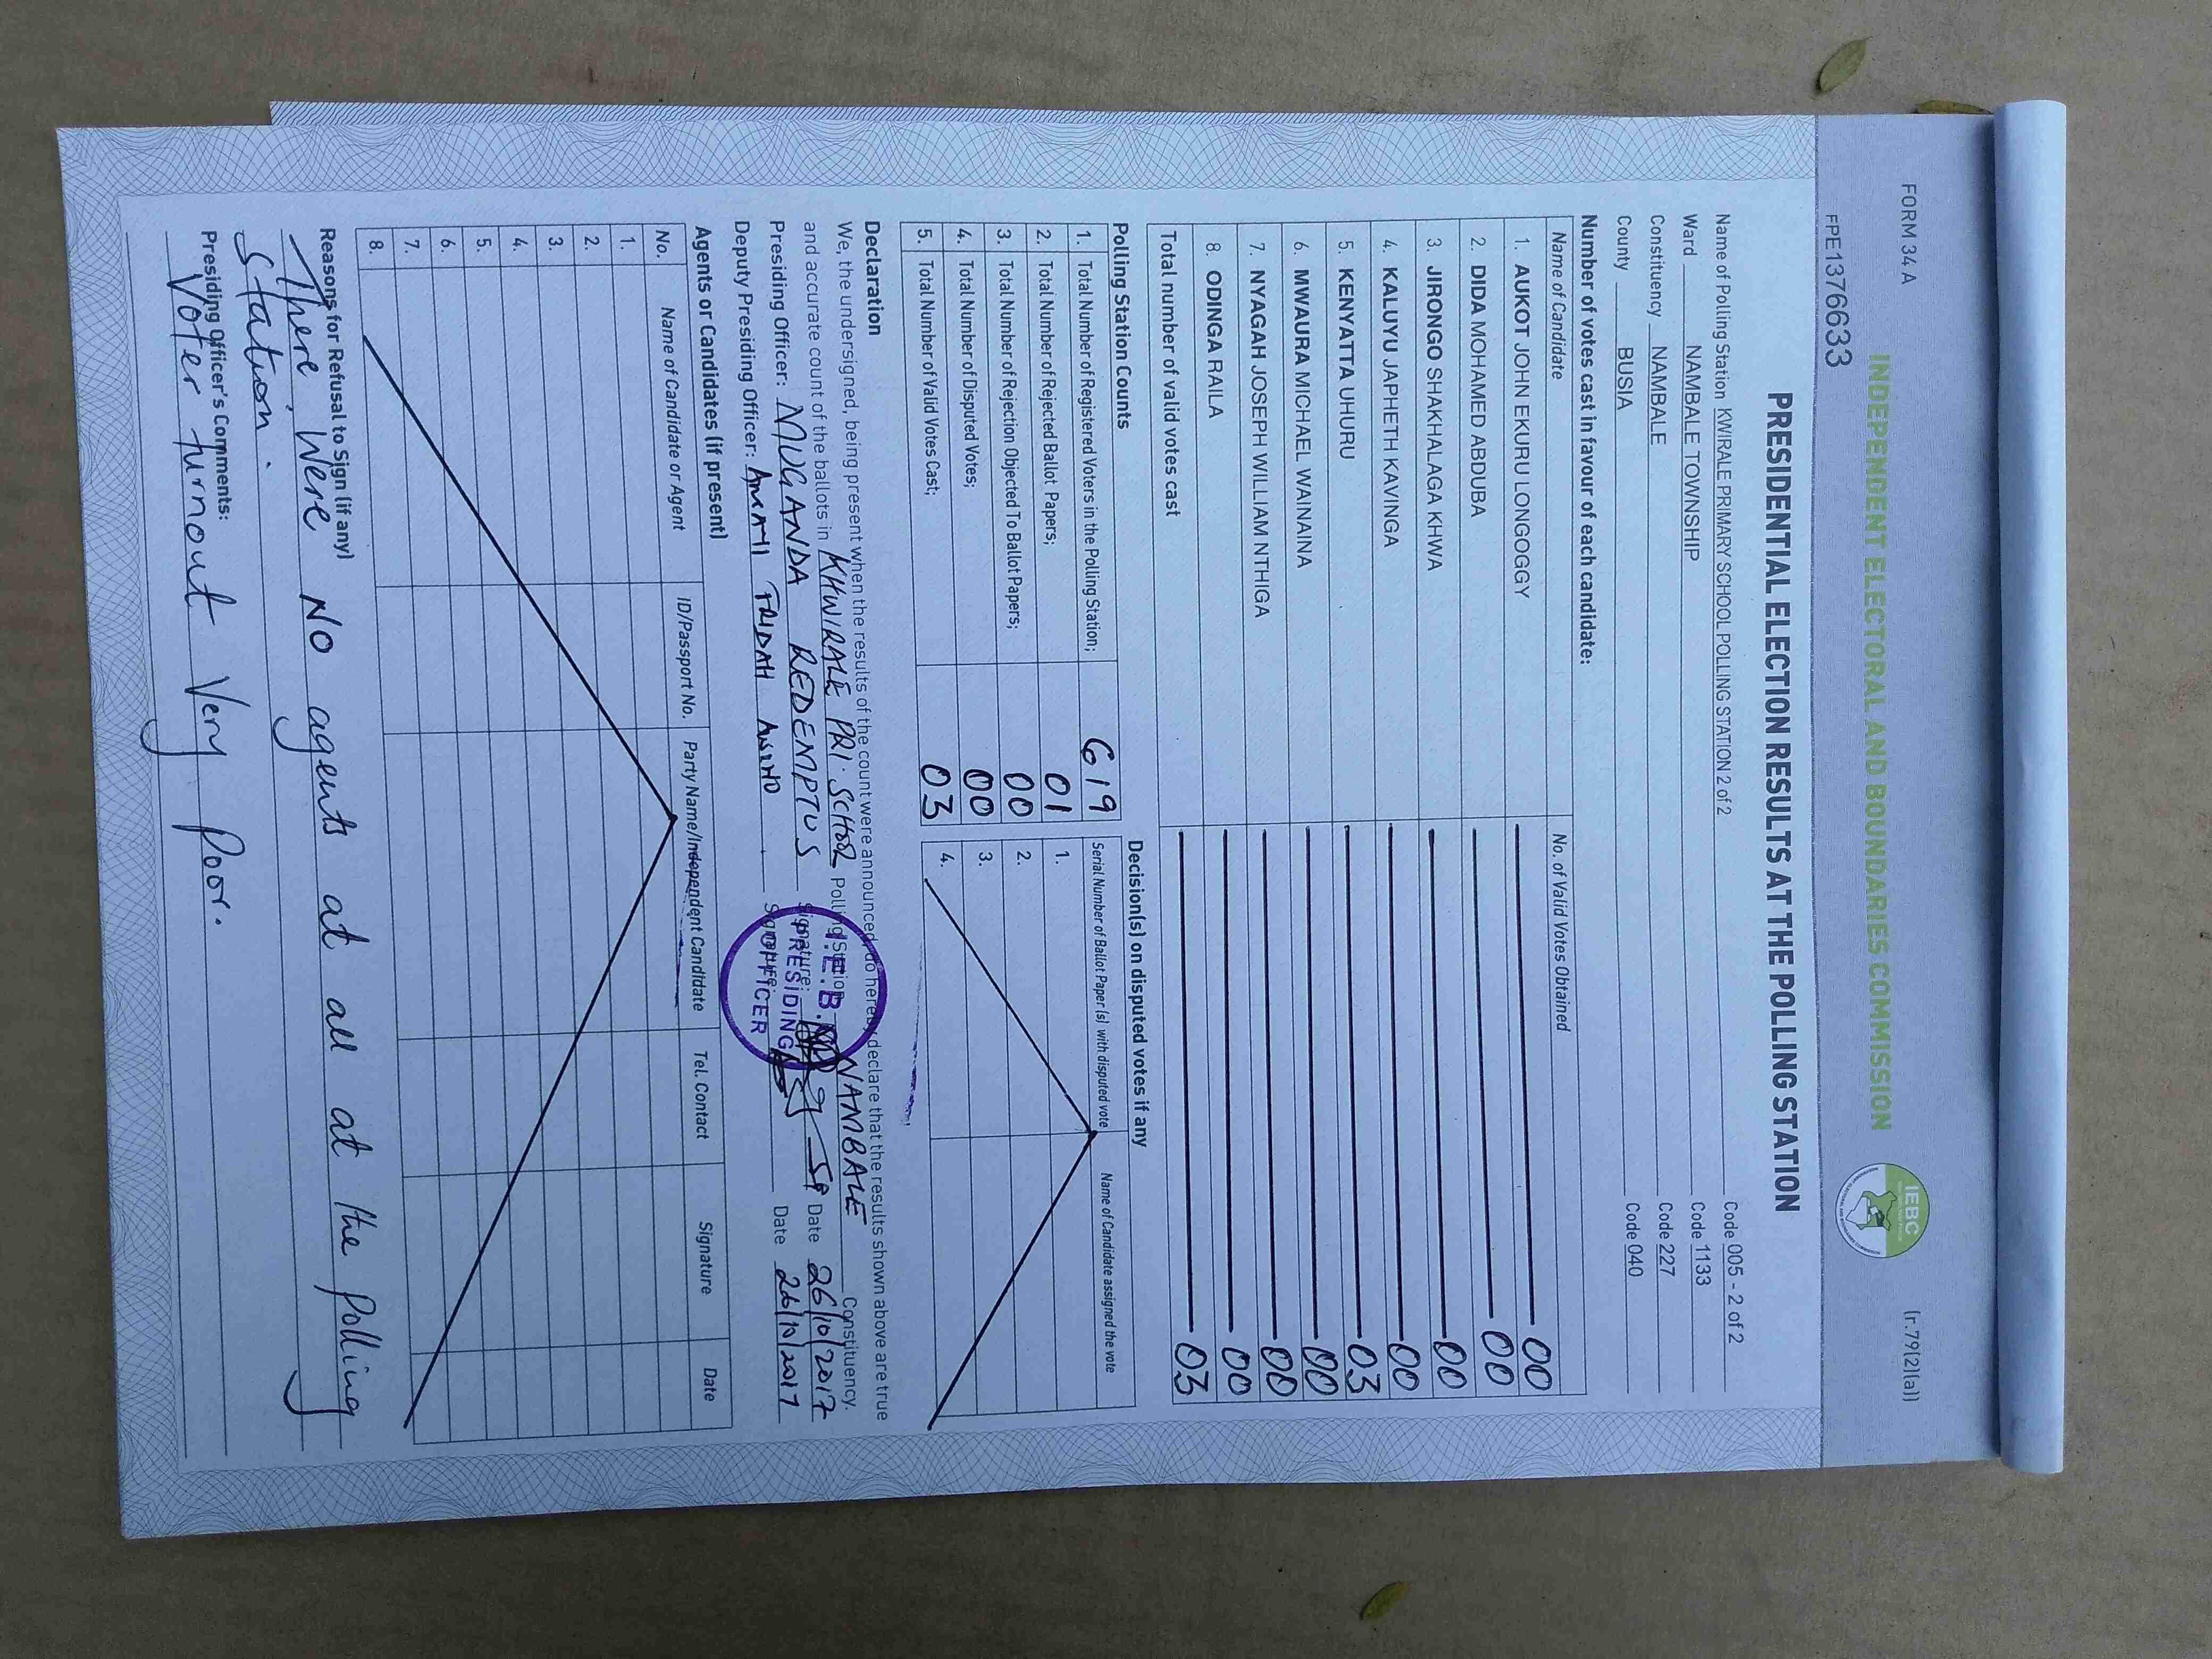 FORM 34 A
(r.79(2)(a))
INDEPENDENT ELECTORAL AND BOUNDARIES COMMISSION
IEBC
FPE1376633
PRESIDENTIAL ELECTION RESULTS AT THE POLLING STATION
Name of Polling Station KWIRALE PRIMARY SCHOOL POLLING STATION 2 of 2 Code 005 - 2 of 2
Ward NAMBALE TOWNSHIP Code 1133
Constituency NAMBALE Code 227
County BUSIA Code 040
Number of votes cast in favour of each candidate:
Name of Candidate No. of Valid Votes Obtained
1. AUKOT JOHN EKURU LONGOGGY 00
2. DIDA MOHAMED ABDUBA 00
3. JIRONGO SHAKHALAGA KHWA 00
4. KALUYU JAPHETH KAVINGA 00
5. KENYATTA UHURU 03
6. MWAURA MICHAEL WAINAINA 00
7. NYAGAH JOSEPH WILLIAM NTHIGA 00
8. ODINGA RAILA 00
Total number of valid votes cast 03
Polling Station Counts
1. Total Number of Registered Voters in the Polling Station; 619
2. Total Number of Rejected Ballot Papers; 01
3. Total Number of Rejection Objected To Ballot Papers; 00
4. Total Number of Disputed Votes; 00
5. Total Number of Valid Votes Cast; 03
Decision(s) on disputed votes if any
Serial Number of Ballot Paper (s) with disputed vote Name of Candidate assigned the vote
1.
2.
3.
4.
Declaration
We, the undersigned, being present when the results of the count were announced, do hereby declare that the results shown above are true
and accurate count of the ballots in KHWIRALE PRI. SCHOOL Polling Station NAMBALE Constituency.
Presiding Officer: MUGANDA REDEMPTUS Signature: Date 26/10/2017
Deputy Presiding Officer: Signature: Date 26/10/2017
I.E.B.C
PRESIDING
OFFICER
Agents or Candidates (if present)
No. Name of Candidate or Agent ID/Passport No. Party Name/Independent Candidate Tel. Contact Signature Date
1.
2.
3.
4.
5.
6.
7.
8.
Reasons for Refusal to Sign (if any)
There were NO agents at all at the polling
station.
Presiding Officer's Comments:
Voter turnout Very poor.